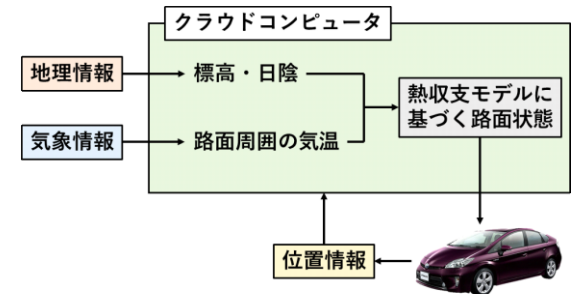 クラウドコンピュータ
地理情報
標高・日陰
熱収支モデルに
基づく路面状態
気象情報
路面周囲の気温
位置情報